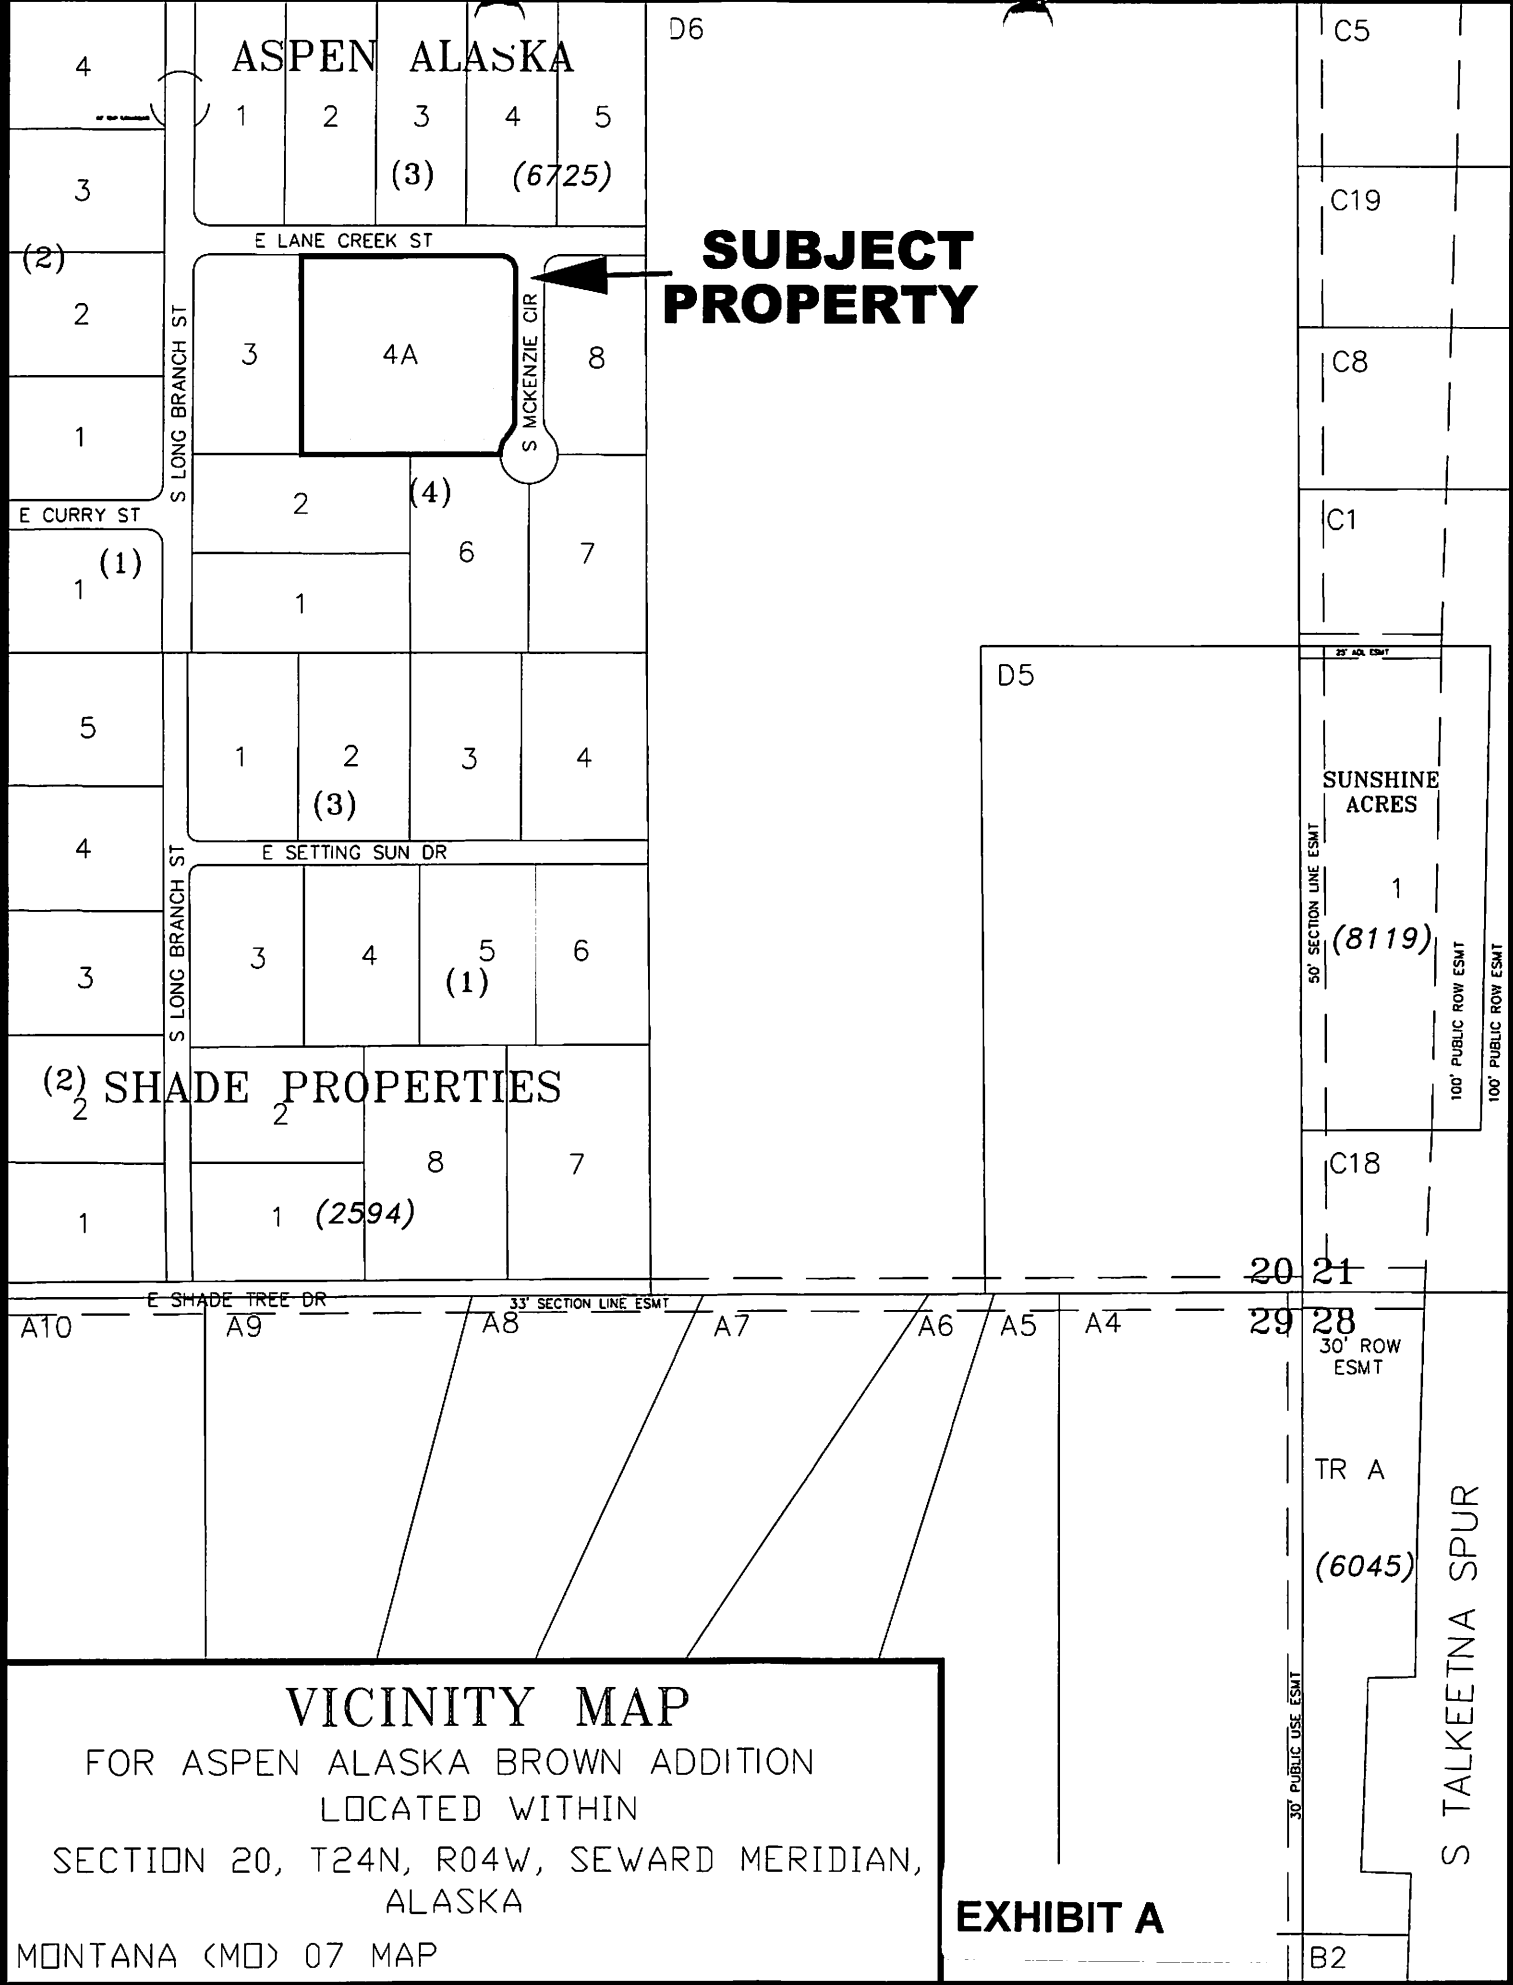 D6
C5
4
ASPEN ALASKA
1
2
3
4
5
(3)
(6725)
3
C19
(2)
E LANE CREEK ST
SUBJECT
PROPERTY
2
S LONG BRANCH ST
3
4A
S MCKENZIE CIR
8
C8
1
2
(4)
E CURRY ST
C1
(1)
1
6
7
1
25' ADL ESMT
D5
5
1
2
3
4
(3)
SUNSHINE
ACRES
4
E SETTING SUN DR
S LONG BRANCH ST
50' SECTION LINE ESMT
1
(8119)
3
3
4
5
6
(1)
100' PUBLIC ROW ESMT
100' PUBLIC ROW ESMT
(2)
SHADE PROPERTIES
2
2
8
7
C18
1
1
(2594)
20
21
E SHADE TREE DR
33' SECTION LINE ESMT
A10
A9
A8
A7
A6
A5
A4
29
28
30' ROW
ESMT
TR A
(6045)
S TALKEETNA SPUR
30' PUBLIC USE ESMT
VICINITY MAP
FOR ASPEN ALASKA BROWN ADDITION
LOCATED WITHIN
SECTION 20, T24N, R04W, SEWARD MERIDIAN,
ALASKA
MONTANA (MO) 07 MAP
EXHIBIT A
B2